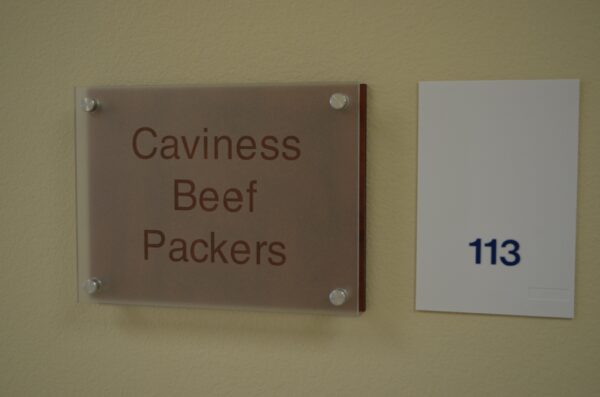 Caviness
Beef
Packers
113